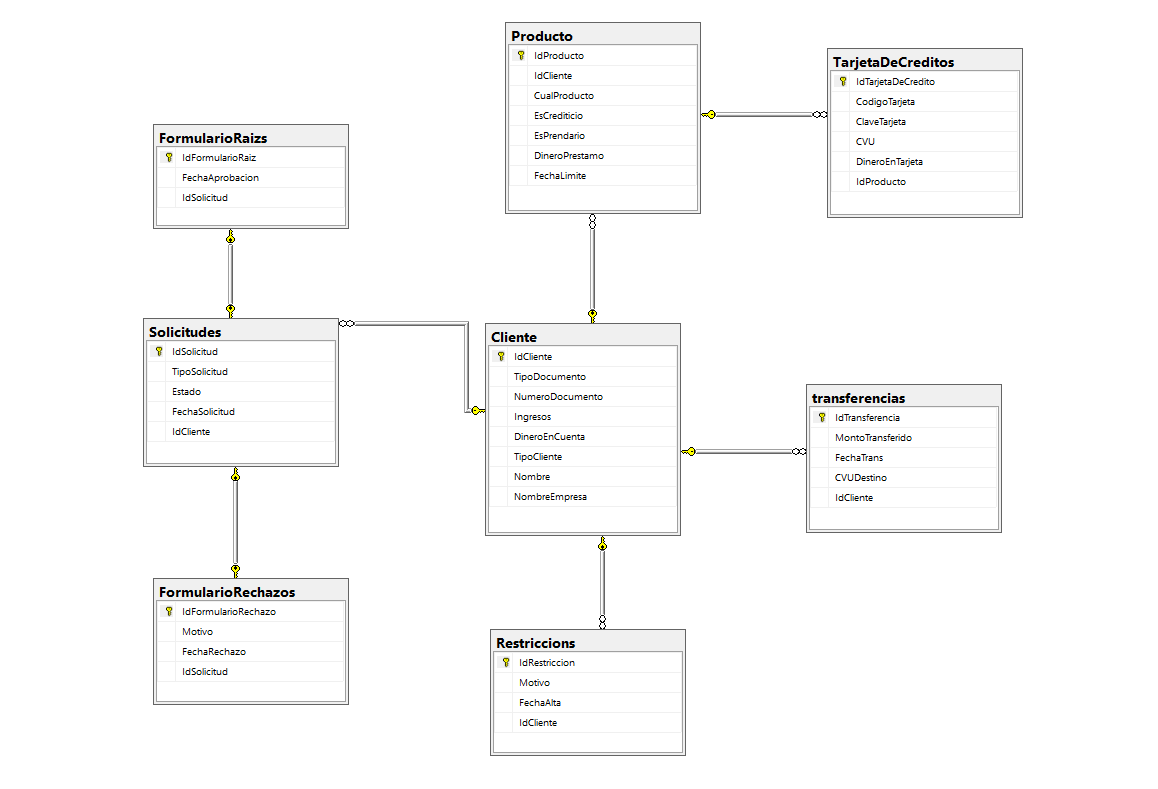 Producto
IdProducto
IdCliente
CualProducto
EsCrediticio
EsPrendario
DineroPrestamo
FechaLimite
TarjetaDeCreditos
IdTarjetaDeCredito
CodigoTarjeta
ClaveTarjeta
CVU
DineroEnTarjeta
IdProducto
FormularioRaizs
IdFormularioRaiz
FechaAprobacion
IdSolicitud
Solicitudes
IdSolicitud
TipoSolicitud
Estado
FechaSolicitud
IdCliente
Cliente
IdCliente
TipoDocumento
NumeroDocumento
Ingresos
DineroEnCuenta
TipoCliente
Nombre
NombreEmpresa
transferencias
IdTransferencia
MontoTransferido
FechaTrans
CVUDestino
IdCliente
FormularioRechazos
IdFormularioRechazo
Motivo
FechaRechazo
IdSolicitud
Restriccions
IdRestriccion
Motivo
FechaAlta
IdCliente